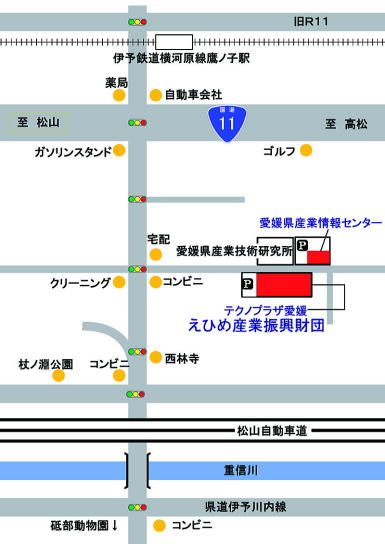 旧R11
伊予鉄道横河原線鷹ノ子駅
薬局
自動車会社
至 松山
国道
11
至 高松
ガソリンスタンド
ゴルフ
愛媛県産業情報センター
宅配
愛媛県産業技術研究所
P
クリーニング
コンビニ
P
テクノプラザ愛媛
えひめ産業振興財団
西林寺
杖ノ淵公園
コンビニ
松山自動車道
重信川
県道伊予川内線
砥部動物園↓
コンビニ